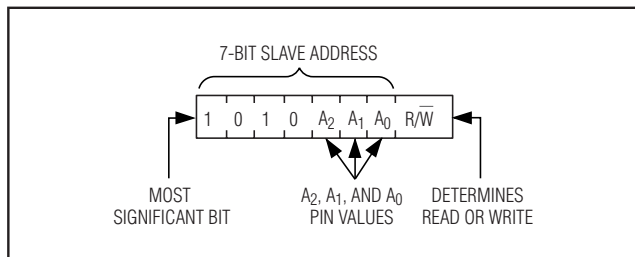 7-BIT SLAVE ADDRESS
1 0 1 0 A₂ A₁ A₀ R/W̅
MOST SIGNIFICANT BIT
A₂, A₁, AND A₀ PIN VALUES
DETERMINES READ OR WRITE